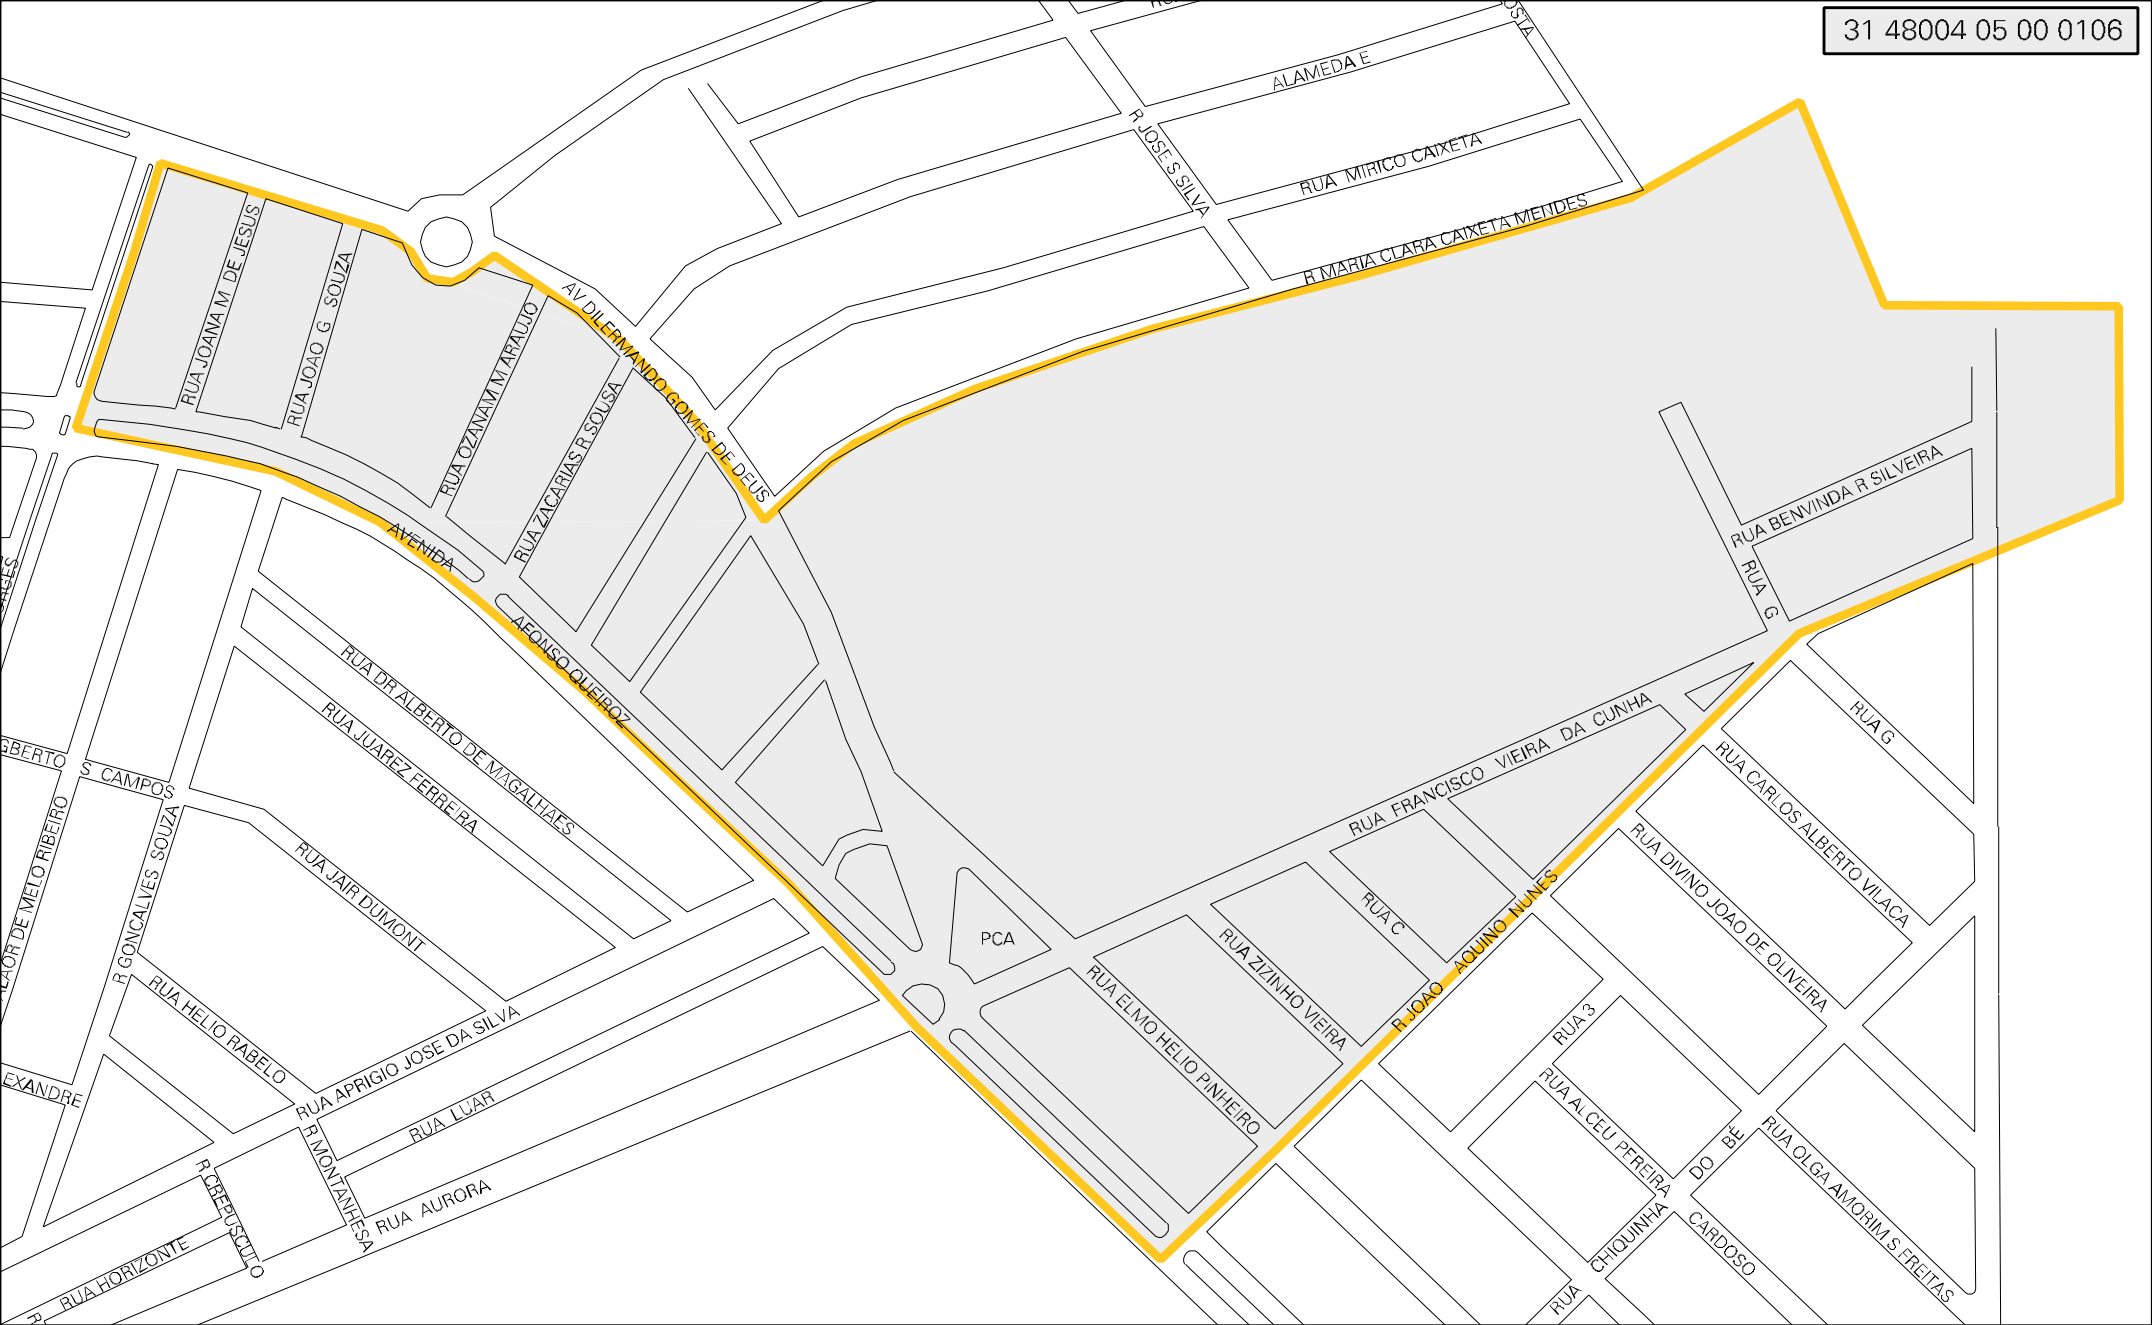 31 48004 05 00 0106
ALAMEDA E
R JOSE S SILVA
RUA MIRICO CAIXETA
R MARIA CLARA CAIXETA MENDES
RUA JOANA M DE JESUS
RUA JOAO G SOUZA
RUA OZANAM M ARAUJO
RUA ZACARIAS R SOUSA
AV DILERMANDO GOMES DE DEUS
AVENIDA
AFONSO QUEIROZ
RUA BENVINDA R SILVEIRA
RUA G
RUA FRANCISCO VIEIRA DA CUNHA
RUA G
RUA CARLOS ALBERTO VILACA
RUA DIVINO JOAO DE OLIVEIRA
RUA DR ALBERTO DE MAGALHAES
RUA JUAREZ FERREIRA
GBERTO S CAMPOS
RUA JAIR DUMONT
R GONCALVES SOUZA
LAOR DE MELO RIBEIRO
RUA HELIO RABELO
EXANDRE
RUA APRIGIO JOSE DA SILVA
RUA LUAR
RUA AURORA
R MONTANHESA
R CREPUSCULO
RUA HORIZONTE
R
PCA
RUA C
RUA ZIZINHO VIEIRA
RUA ELMO HELIO PINHEIRO
R JOAO AQUINO NUNES
RUA 3
RUA ALCEU PEREIRA
RUA CHIQUINHA DO BE
CARDOSO
RUA OLGA AMORIM S FREITAS